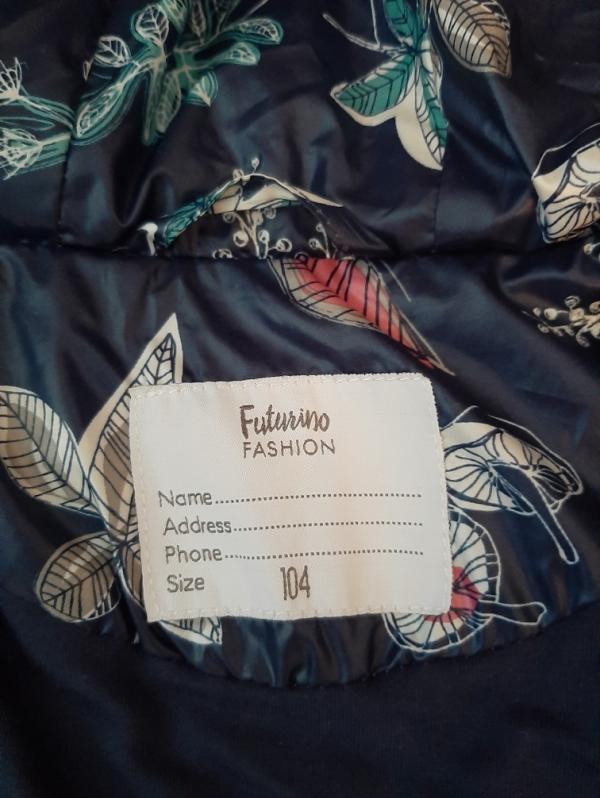 Futurino
FASHION
Name........................................
Address....................................
Phone......................................
Size 104